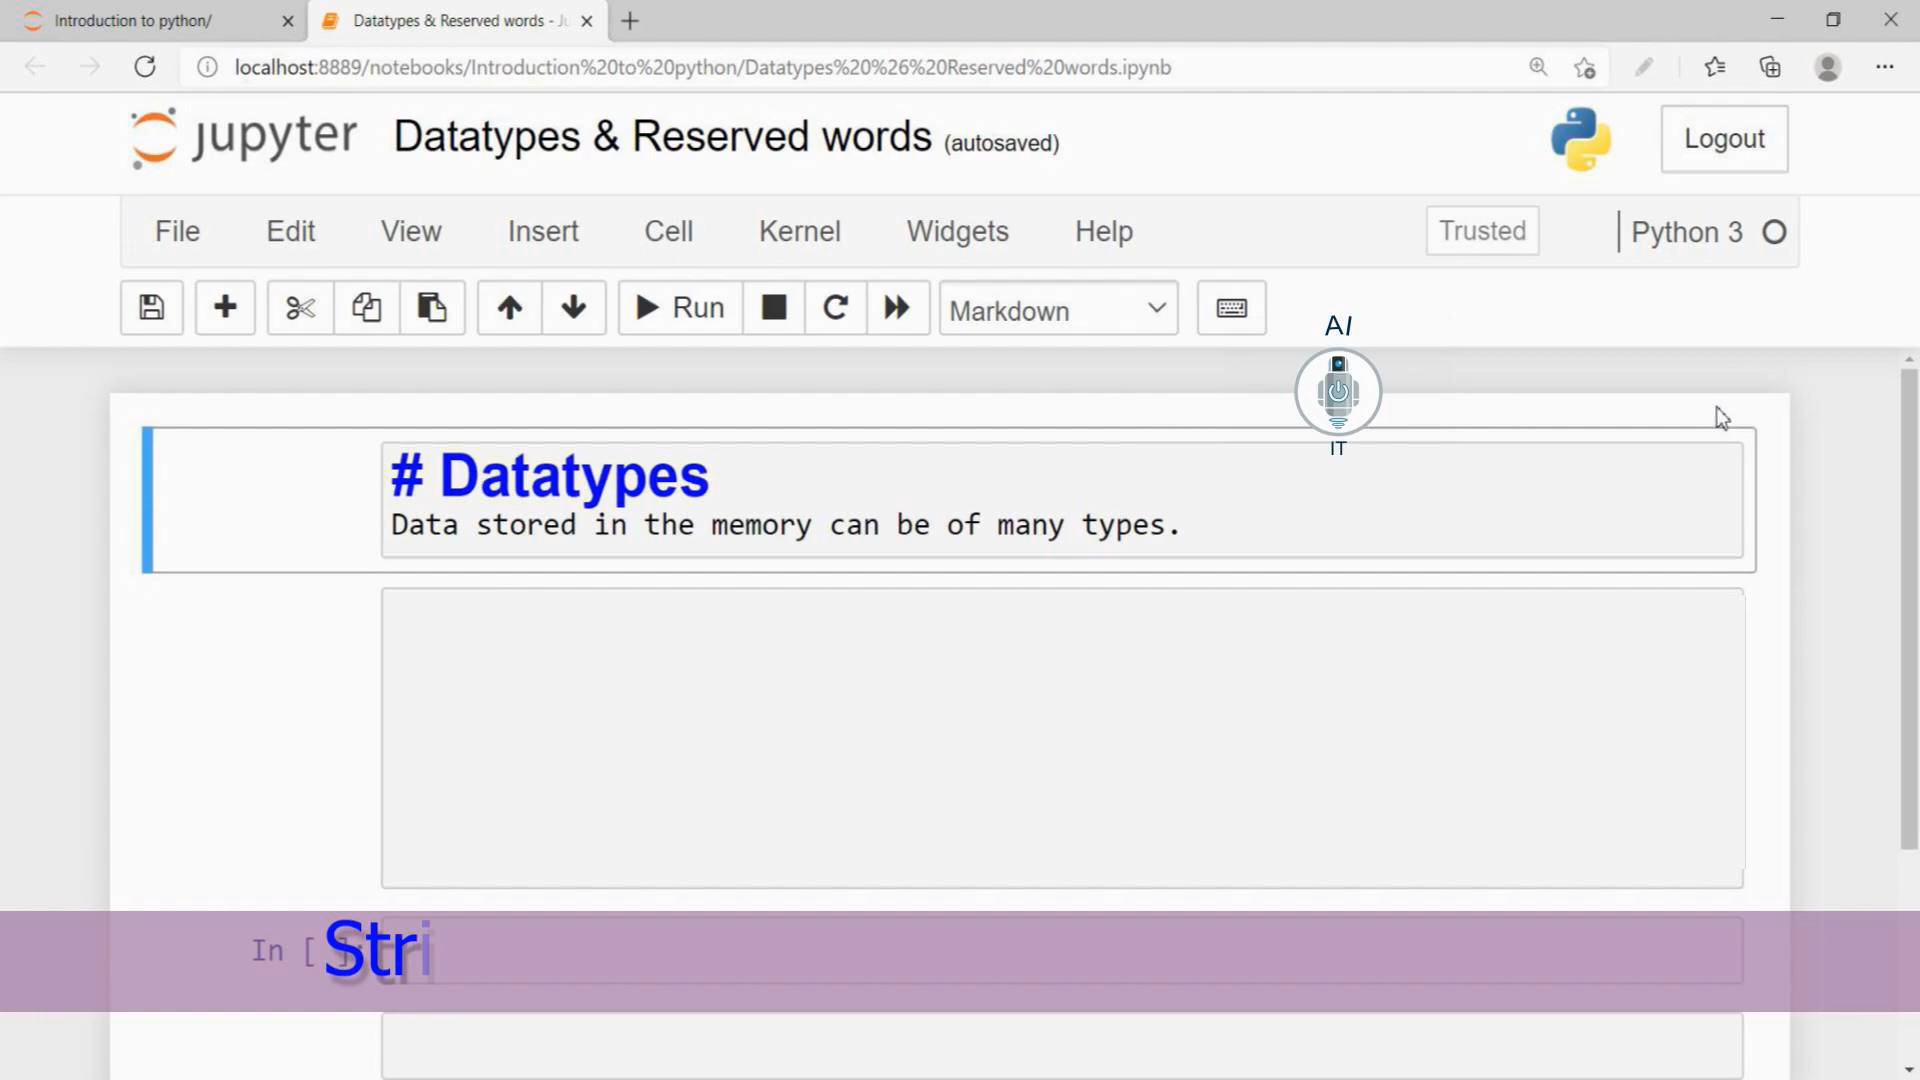 Introduction to python/
Datatypes & Reserved words - Ju
localhost:8889/notebooks/Introduction%20to%20python/Datatypes%20%26%20Reserved%20words.ipynb
jupyter Datatypes & Reserved words (autosaved)
Logout
File Edit View Insert Cell Kernel Widgets Help Trusted Python 3
Run Markdown
AI
IT
# Datatypes
Data stored in the memory can be of many types.
In [ ]:
Stri